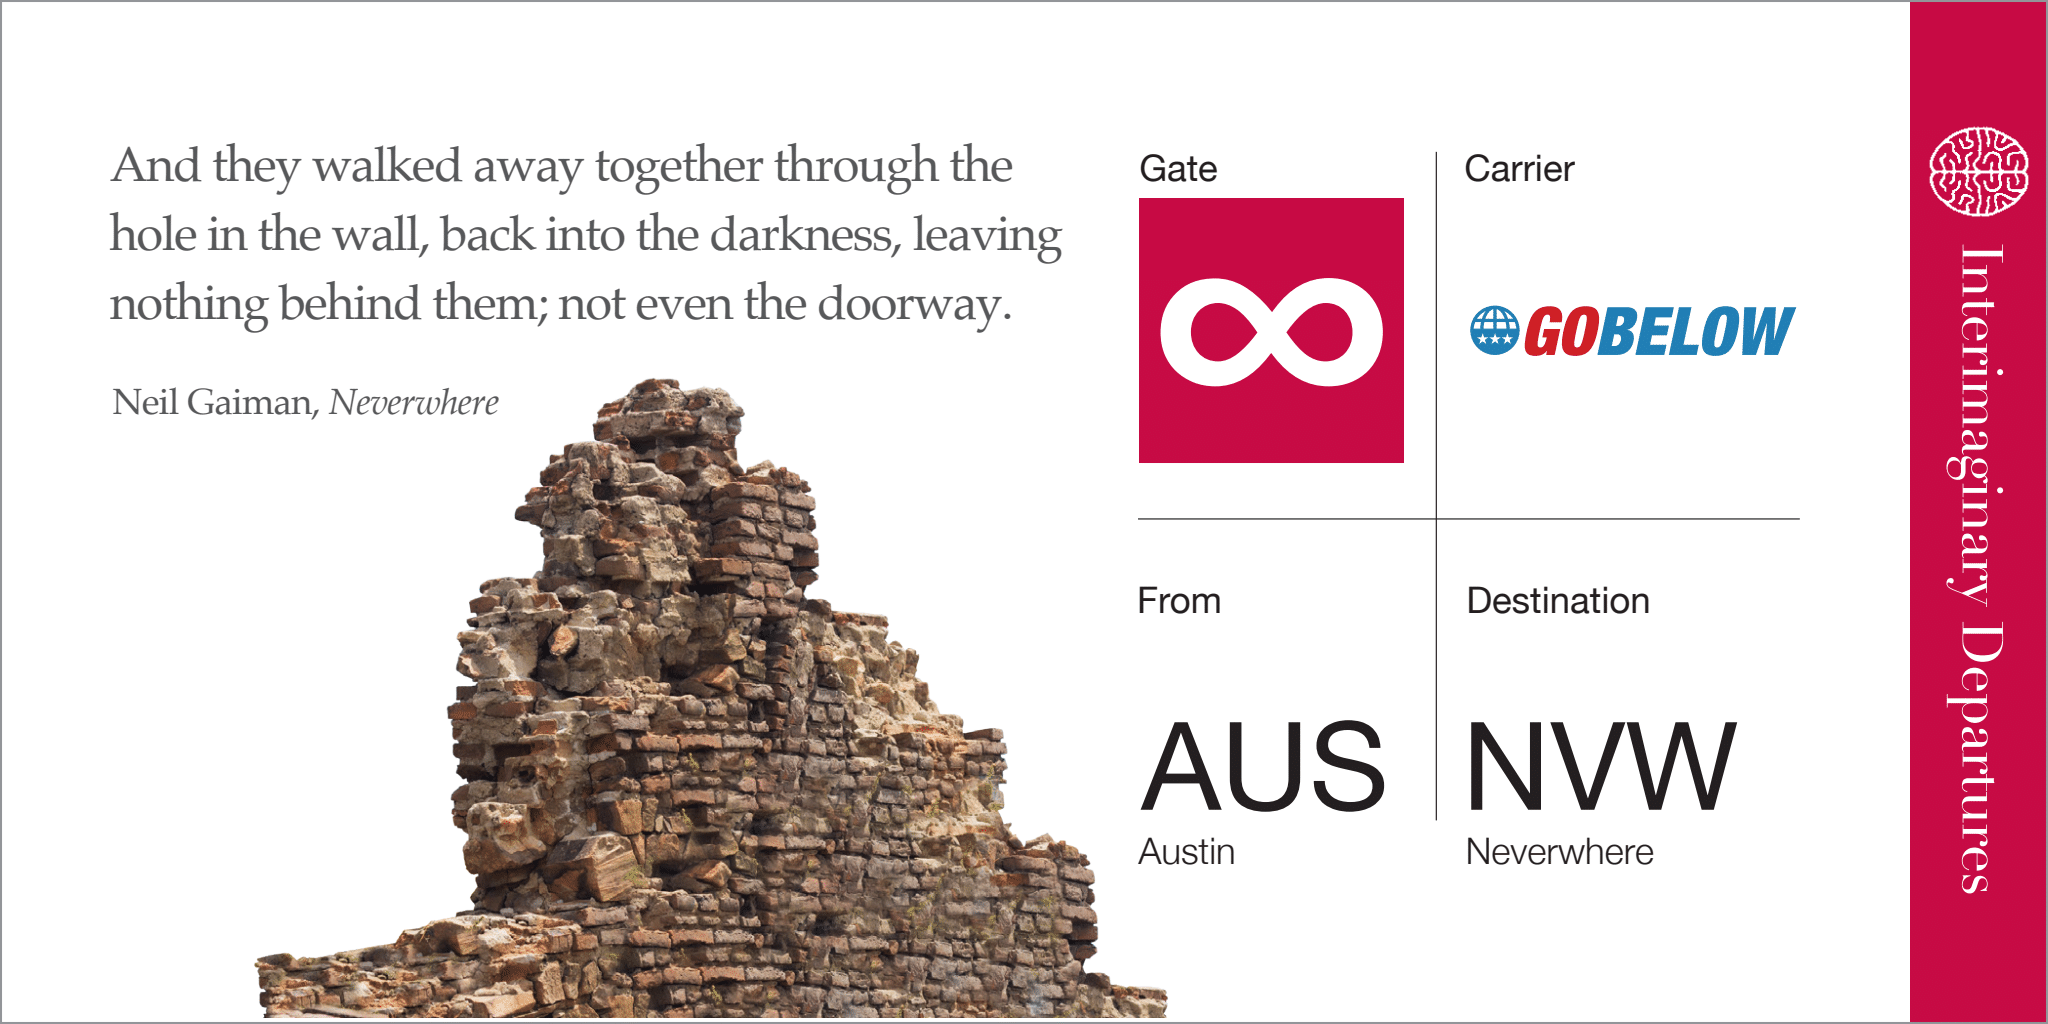 And they walked away together through the
hole in the wall, back into the darkness, leaving
nothing behind them; not even the doorway.
Neil Gaiman, Neverwhere
Gate
∞
Carrier
GOBELOW
From
AUS
Austin
Destination
NVW
Neverwhere
Interimaginary Departures